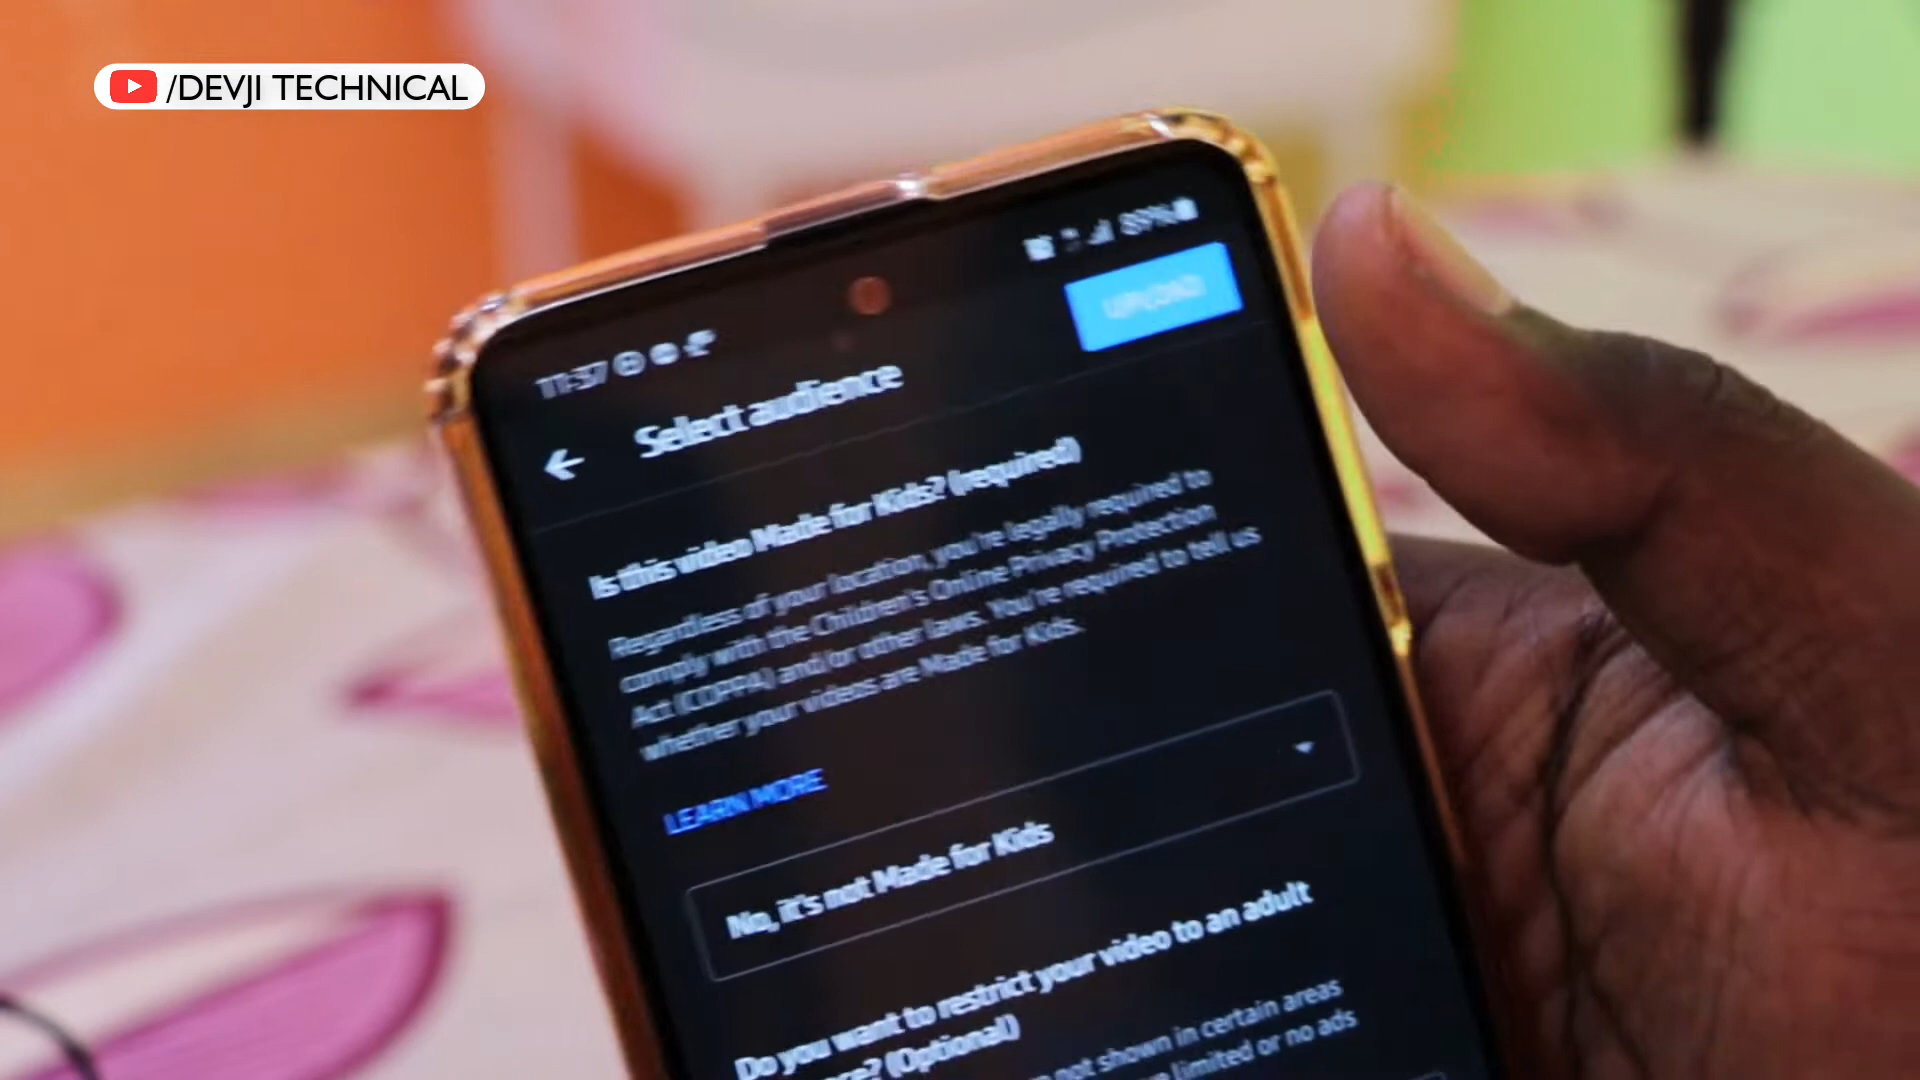 /DEVJI TECHNICAL
11:37
89%
UPLOAD
Select audience
Is this video Made for Kids? (required)
Regardless of your location, you're legally required to
comply with the Children's Online Privacy Protection
Act (COPPA) and/or other laws. You're required to tell us
whether your videos are Made for Kids.
LEARN MORE
No, it's not Made for Kids
Do you want to restrict your video to an adult
(Optional)
not shown in certain areas
limited or no ads